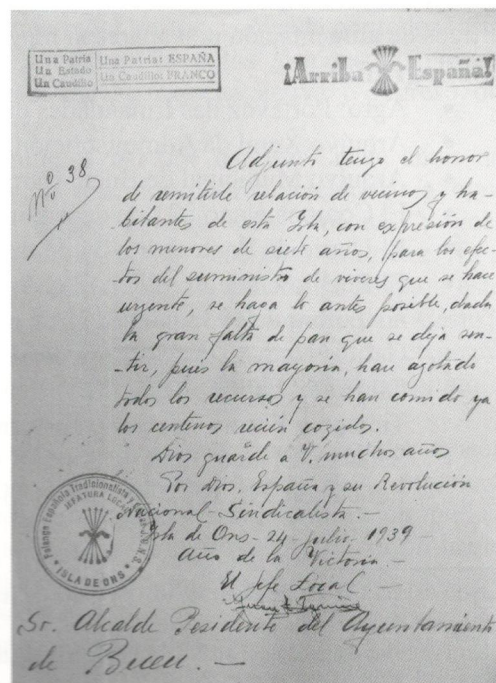 Una Patria
Un Estado
Un Caudillo
Una Patria: ESPAÑA
Un Caudillo: FRANCO
¡Arriba España!
Nº 38
Adjunto tengo el honor
de remitirle relación de vecinos y ha-
bitantes de esta Isla, con expresión de
los menores de siete años, para los efec-
tos del suministro de viveres que se hace
urgente, se haga lo antes posible, dada
la gran falta de pan que se deja sen-
-tir, pues la mayoría, han agotado
todos los recursos y se han comido ya
los centenos recién cogidos.
Dios guarde a V. muchos años
Por Dios, España y su Revolución
Nacional-Sindicalista.-
Isla de Ons- 24- julio- 1939-
Año de la Victoria.-
El Jefe Local-
Falange Española Tradicionalista y de las J.O.N.S.
JEFATURA LOCAL
ISLA DE ONS
Sr. Alcalde Presidente del Ayuntamiento
de Bueu.-